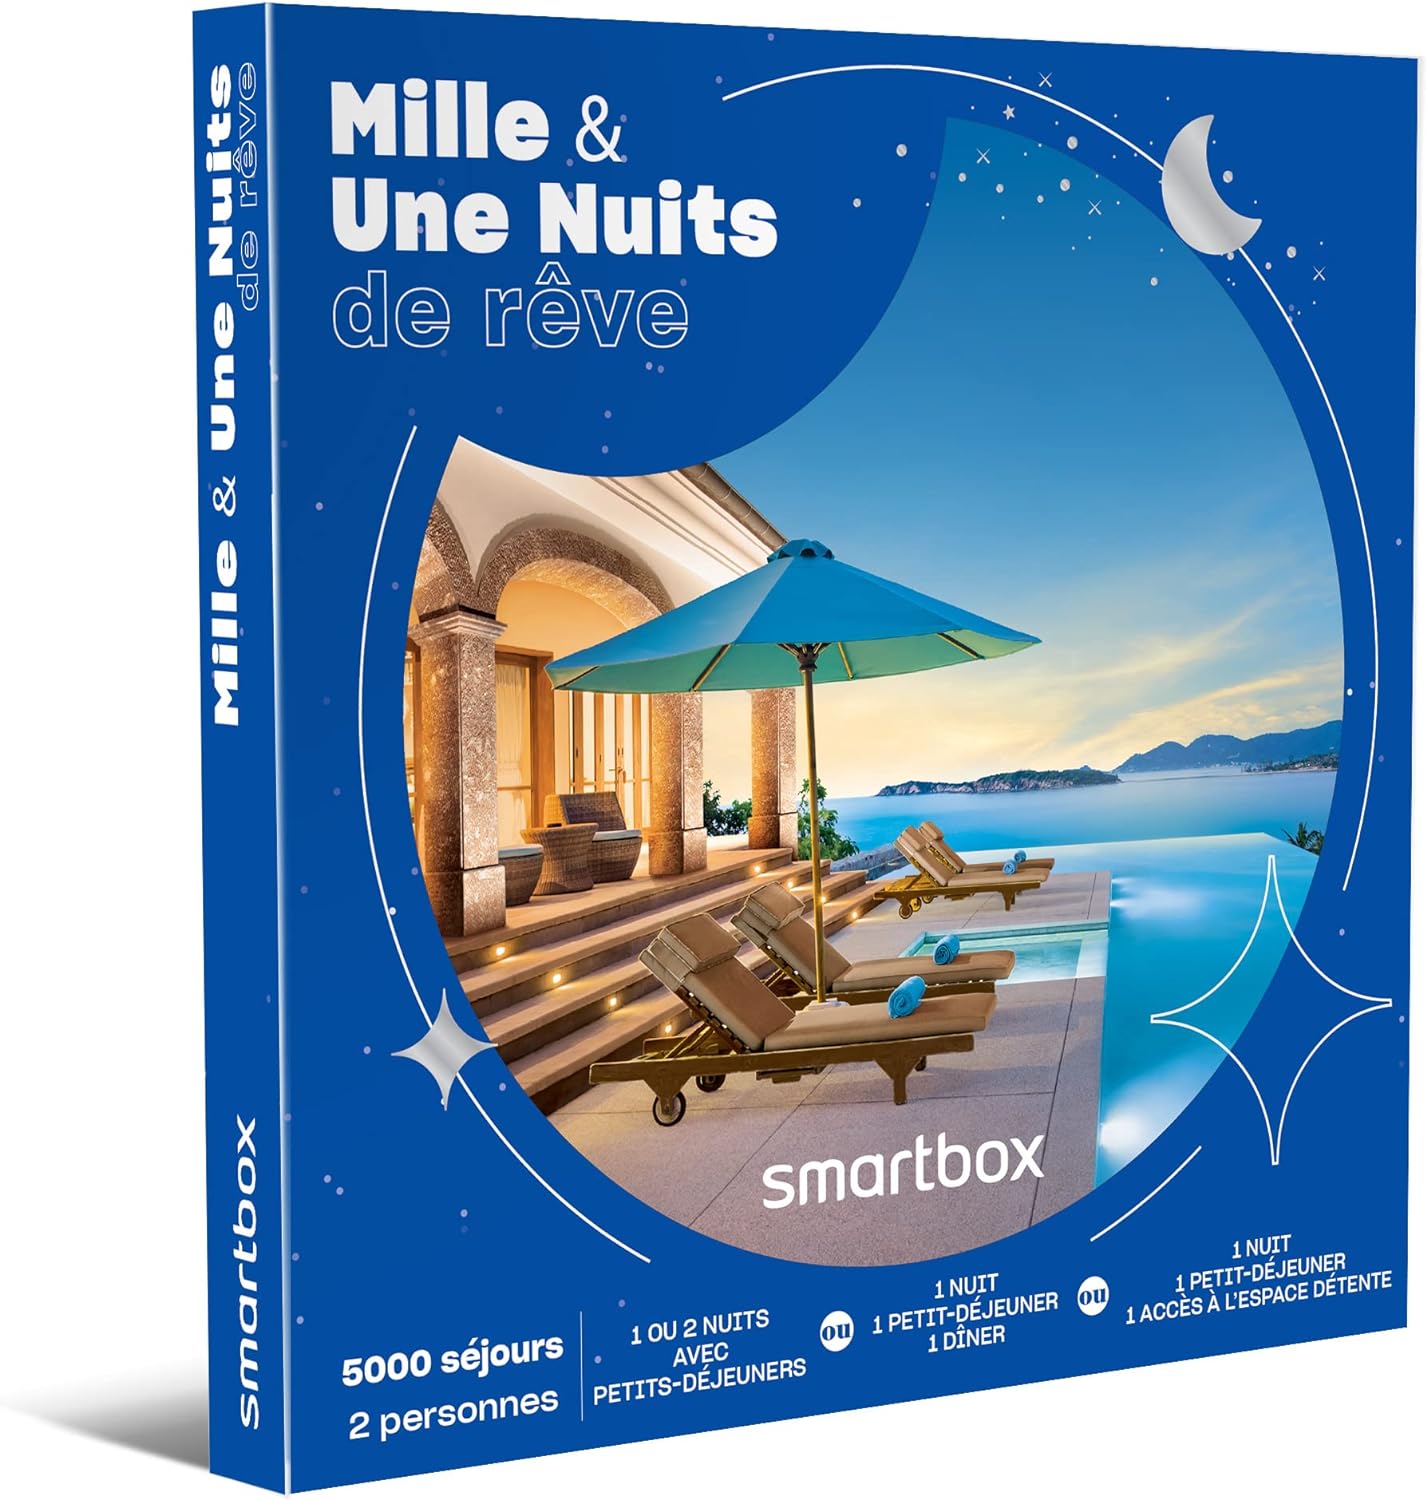 Mille &
Une Nuits
de rêve
Mille & Une Nuits
de rêve
smartbox
smartbox
5000 séjours
2 personnes
1 OU 2 NUITS
AVEC
PETITS-DÉJEUNERS
ou
1 NUIT
1 PETIT-DÉJEUNER
1 DÎNER
ou
1 NUIT
1 PETIT-DÉJEUNER
1 ACCÈS À L'ESPACE DÉTENTE